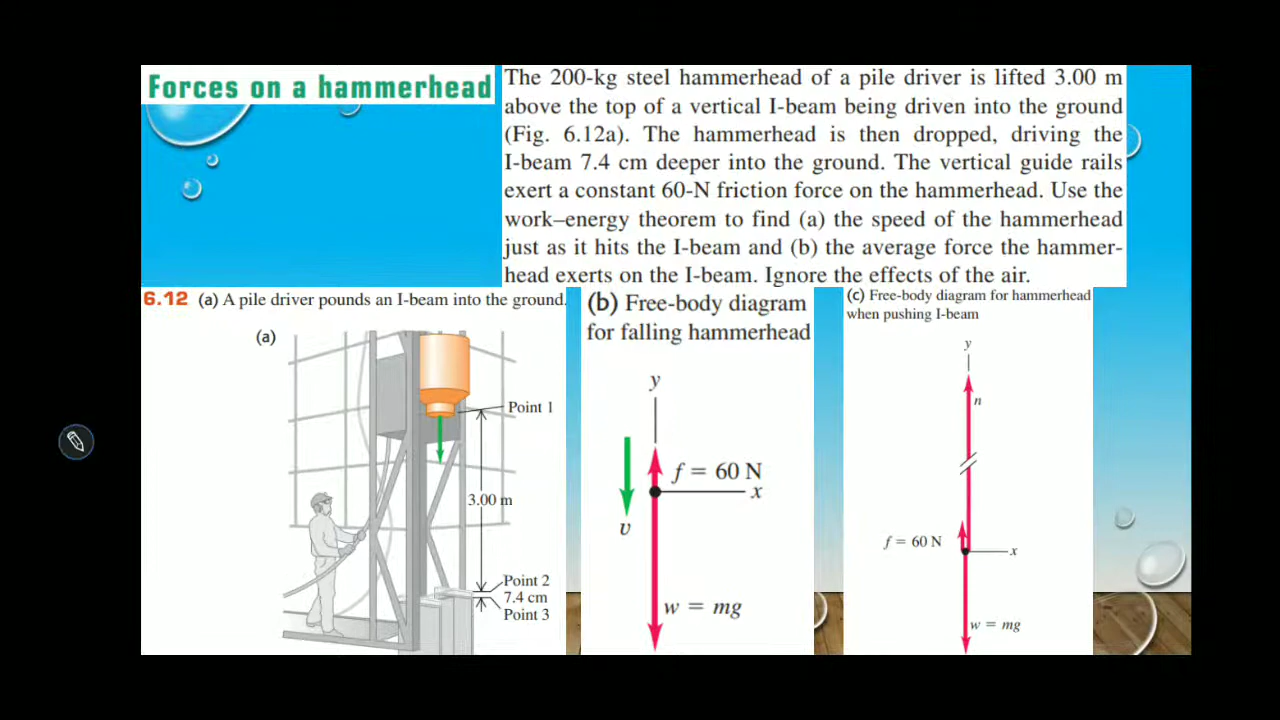 Forces on a hammerhead
The 200-kg steel hammerhead of a pile driver is lifted 3.00 m
above the top of a vertical I-beam being driven into the ground
(Fig. 6.12a). The hammerhead is then dropped, driving the
I-beam 7.4 cm deeper into the ground. The vertical guide rails
exert a constant 60-N friction force on the hammerhead. Use the
work–energy theorem to find (a) the speed of the hammerhead
just as it hits the I-beam and (b) the average force the hammer-
head exerts on the I-beam. Ignore the effects of the air.
6.12 (a) A pile driver pounds an I-beam into the ground.
(a)
Point 1
3.00 m
Point 2
7.4 cm
Point 3
(b) Free-body diagram
for falling hammerhead
y
f = 60 N
x
υ
w = mg
(c) Free-body diagram for hammerhead
when pushing I-beam
y
n
f = 60 N
x
w = mg